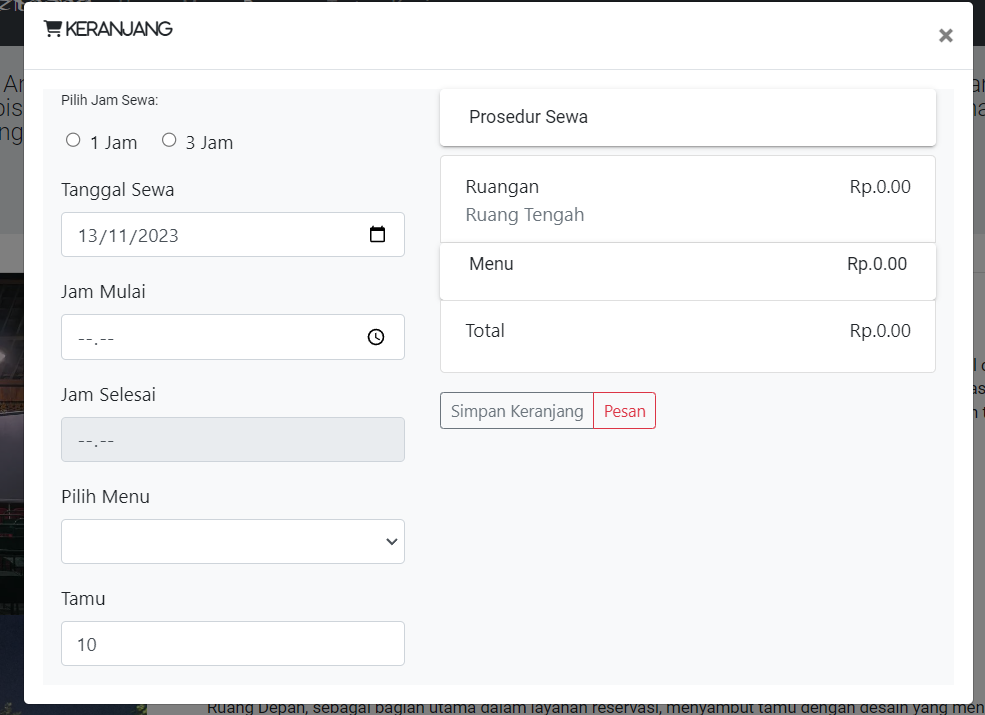 KERANJANG
×
Pilih Jam Sewa:
1 Jam 3 Jam
Tanggal Sewa
13/11/2023
Jam Mulai
--.--
Jam Selesai
--.--
Pilih Menu
Tamu
10
Prosedur Sewa
Ruangan Rp.0.00
Ruang Tengah
Menu Rp.0.00
Total Rp.0.00
Simpan Keranjang Pesan
Ruang Depan, sebagai bagian utama dalam layanan reservasi, menyambut tamu dengan desain yang